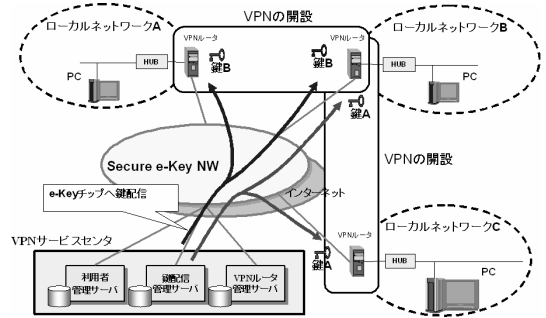 VPNの開設
ローカルネットワークA
VPNルータ
HUB
PC
鍵B
鍵B
VPNルータ
ローカルネットワークB
HUB
PC
鍵A
VPNの開設
Secure e-Key NW
インターネット
e-Keyチップへ鍵配信
VPNサービスセンタ
利用者
管理サーバ
鍵配信
管理サーバ
VPNルータ
管理サーバ
鍵A
VPNルータ
ローカルネットワークC
HUB
PC